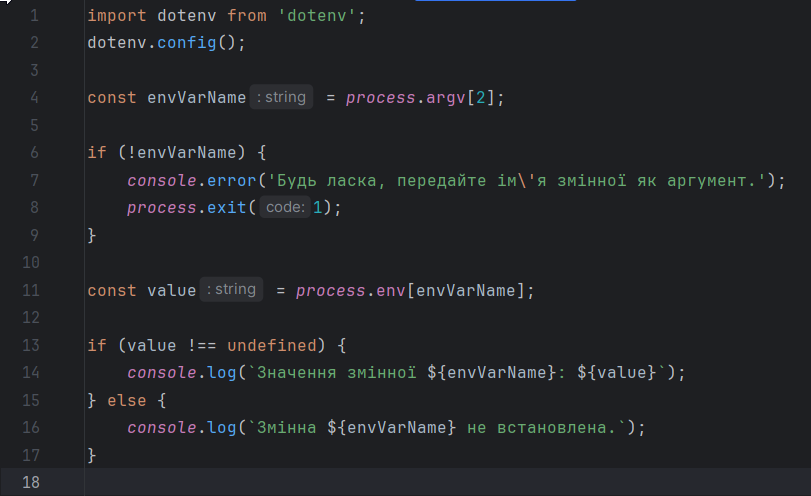 1 import dotenv from 'dotenv';
2 dotenv.config();
3
4 const envVarName : string = process.argv[2];
5
6 if (!envVarName) {
7 console.error('Будь ласка, передайте ім\'я змінної як аргумент.');
8 process.exit( code: 1);
9 }
10
11 const value : string = process.env[envVarName];
12
13 if (value !== undefined) {
14 console.log(`Значення змінної ${envVarName}: ${value}`);
15 } else {
16 console.log(`Змінна ${envVarName} не встановлена.`);
17 }
18